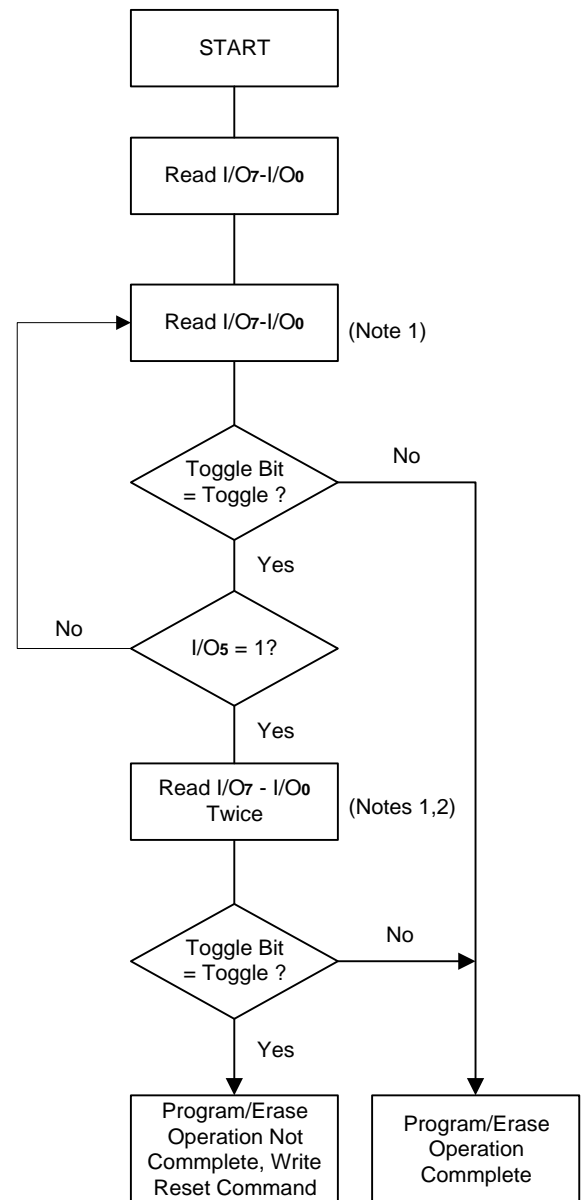 START
Read I/O7-I/O0
Read I/O7-I/O0
(Note 1)
Toggle Bit
= Toggle ?
No
Yes
I/O5 = 1?
No
Yes
Read I/O7 - I/O0
Twice
(Notes 1,2)
Toggle Bit
= Toggle ?
No
Yes
Program/Erase
Operation Not
Commplete, Write
Reset Command
Program/Erase
Operation
Commplete